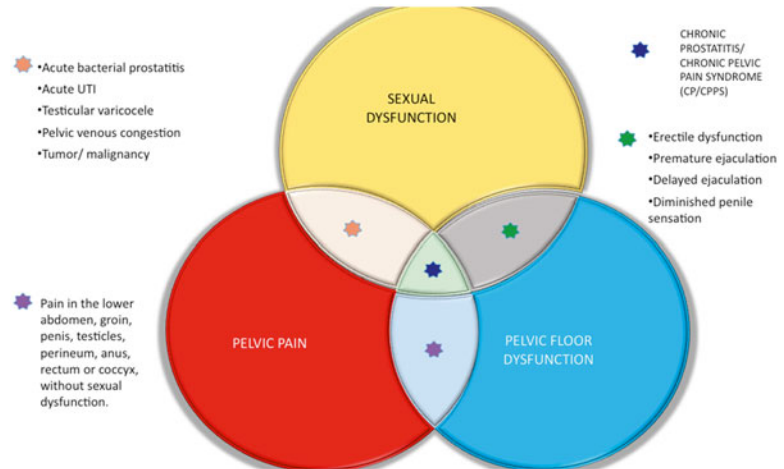 •Acute bacterial prostatitis
•Acute UTI
•Testicular varicocele
•Pelvic venous congestion
•Tumor/ malignancy
SEXUAL
DYSFUNCTION
CHRONIC
PROSTATITIS/
CHRONIC PELVIC
PAIN SYNDROME
(CP/CPPS)
•Erectile dysfunction
•Premature ejaculation
•Delayed ejaculation
•Diminished penile
sensation
Pain in the lower
abdomen, groin,
penis, testicles,
perineum, anus,
rectum or coccyx,
without sexual
dysfunction.
PELVIC PAIN
PELVIC FLOOR
DYSFUNCTION